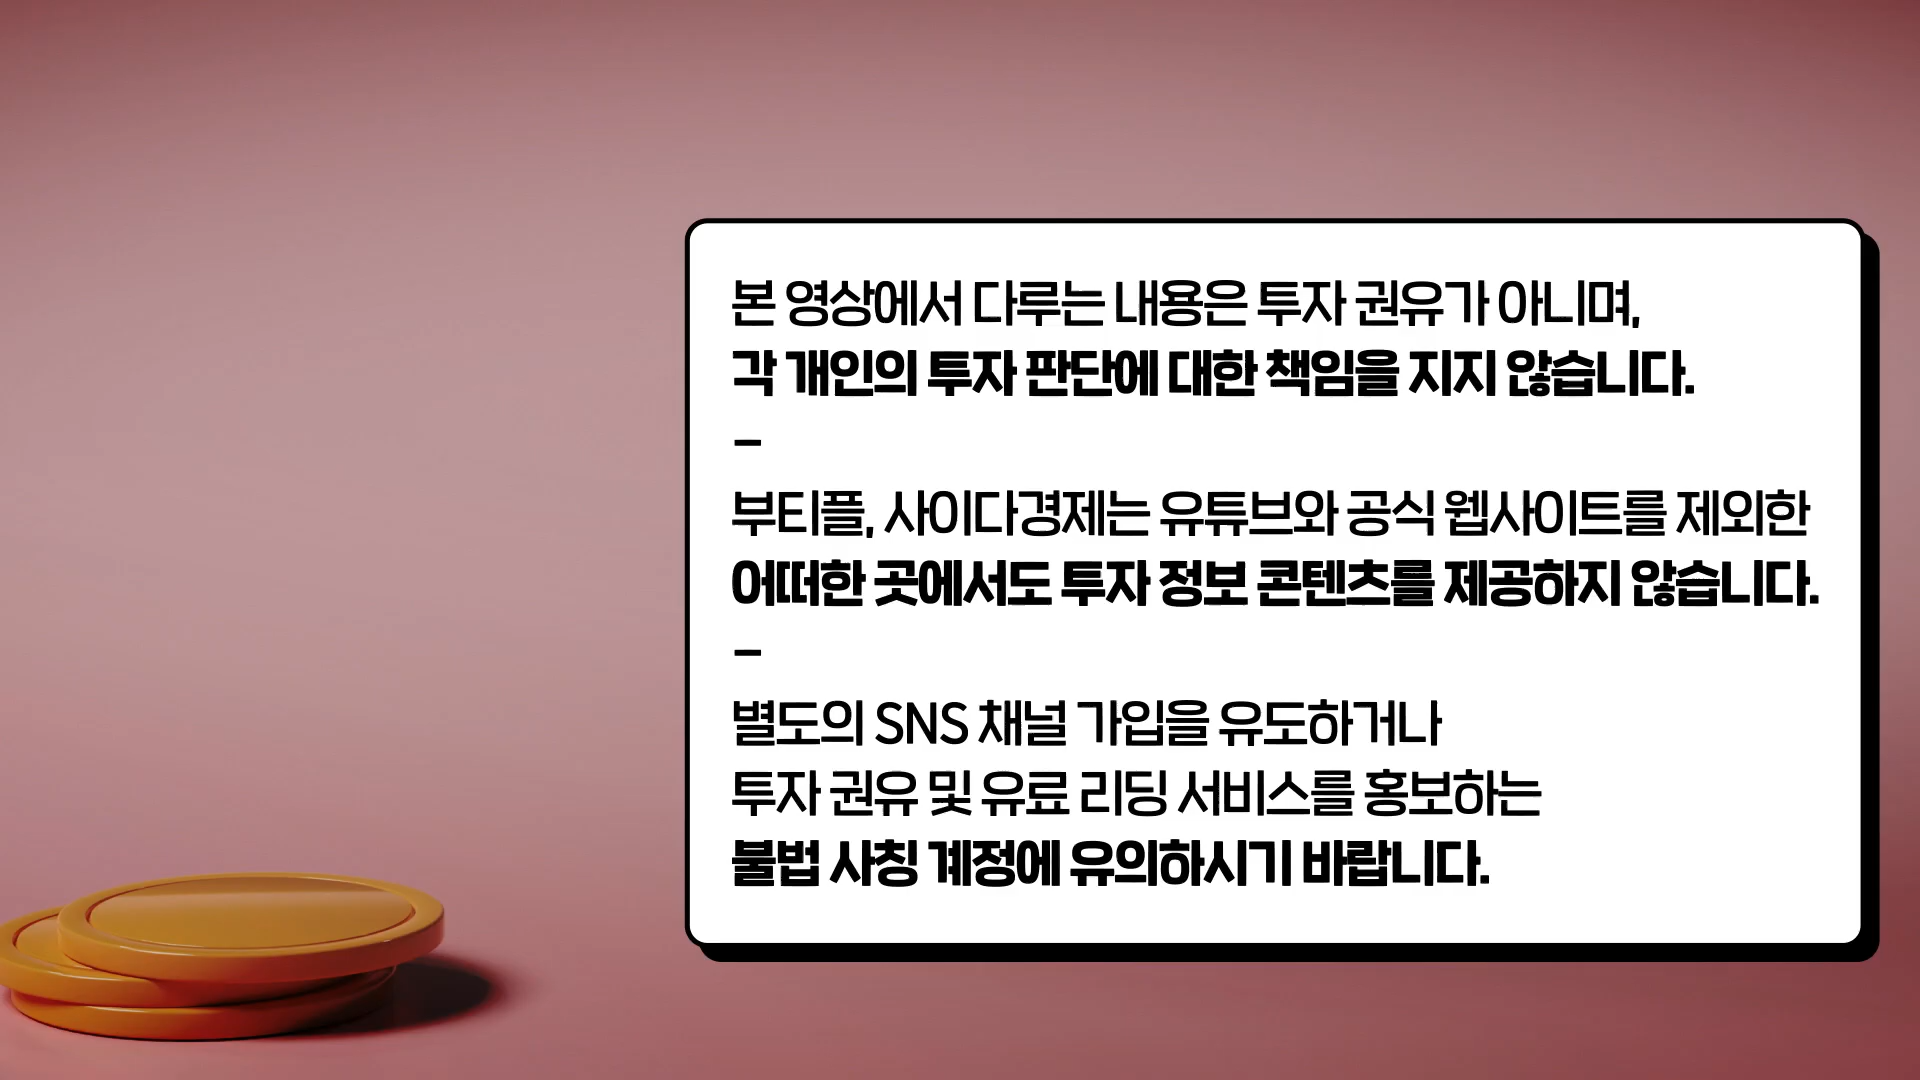 본 영상에서 다루는 내용은 투자 권유가 아니며,
각 개인의 투자 판단에 대한 책임을 지지 않습니다.
–
부티플, 사이다경제는 유튜브와 공식 웹사이트를 제외한
어떠한 곳에서도 투자 정보 콘텐츠를 제공하지 않습니다.
–
별도의 SNS 채널 가입을 유도하거나
투자 권유 및 유료 리딩 서비스를 홍보하는
불법 사칭 계정에 유의하시기 바랍니다.